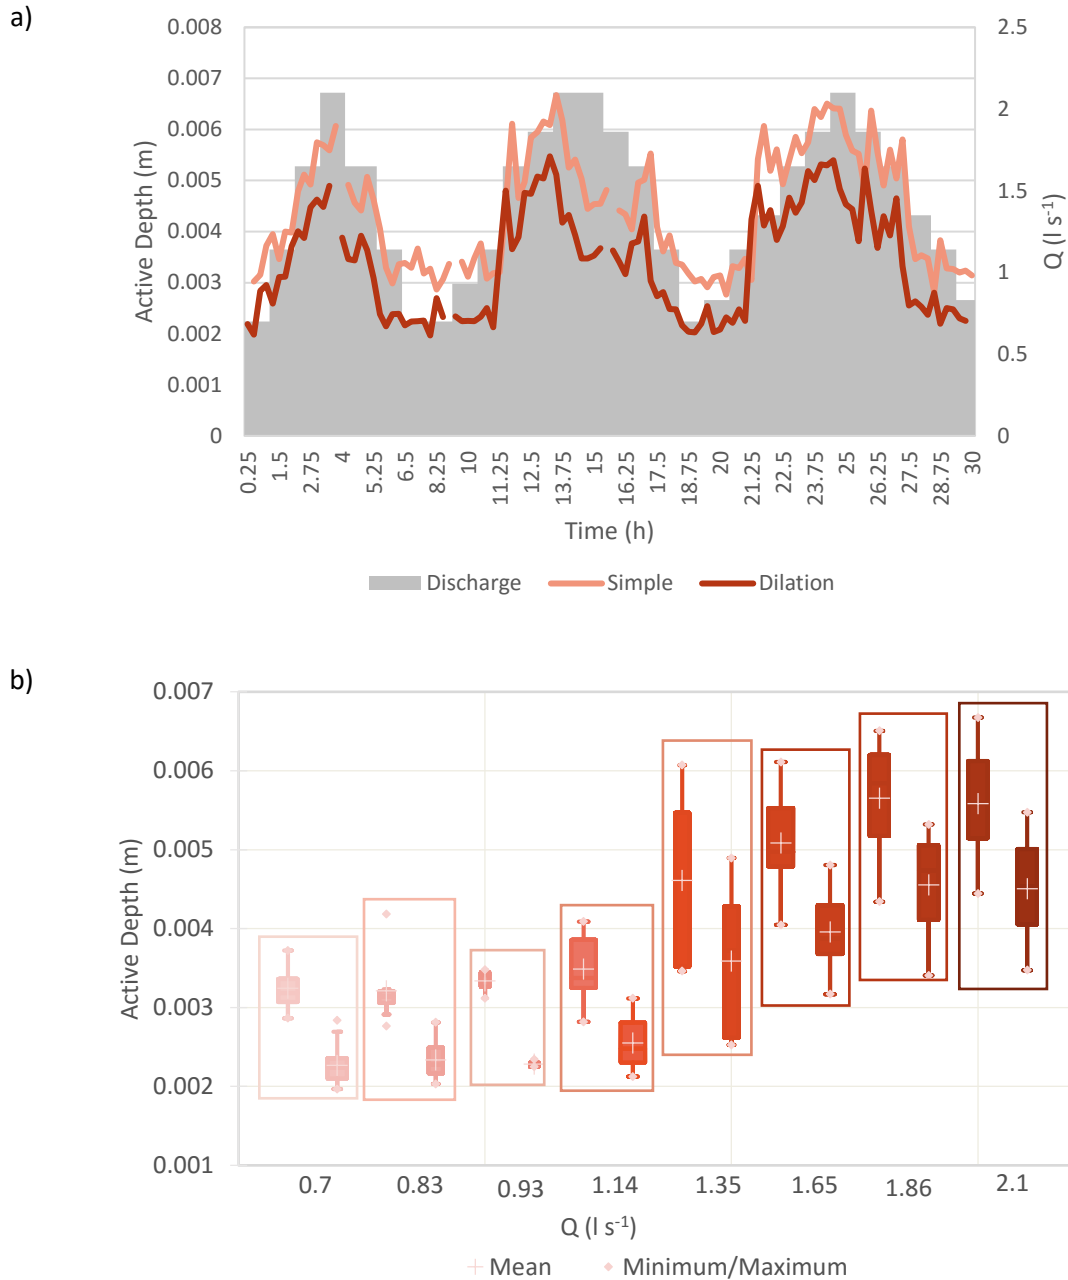 a)
0.008
0.007
0.006
0.005
0.004
0.003
0.002
0.001
0
Active Depth (m)
2.5
2
1.5
1
0.5
0
Q (l s-1)
0.25 1.5 2.75 4 5.25 6.5 8.25 10 11.25 12.5 13.75 15 16.25 17.5 18.75 20 21.25 22.5 23.75 25 26.25 27.5 28.75 30
Time (h)
Discharge Simple Dilation
b)
0.007
0.006
0.005
0.004
0.003
0.002
0.001
Active Depth (m)
0.7 0.83 0.93 1.14 1.35 1.65 1.86 2.1
Q (l s-1)
Mean Minimum/Maximum